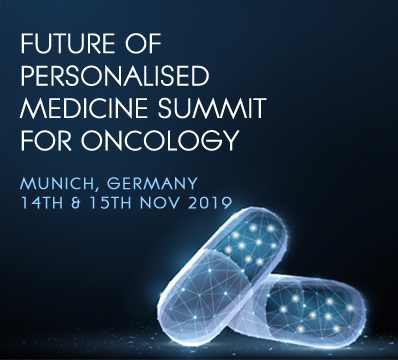 FUTURE OF
PERSONALISED
MEDICINE SUMMIT
FOR ONCOLOGY
MUNICH, GERMANY
14TH & 15TH NOV 2019